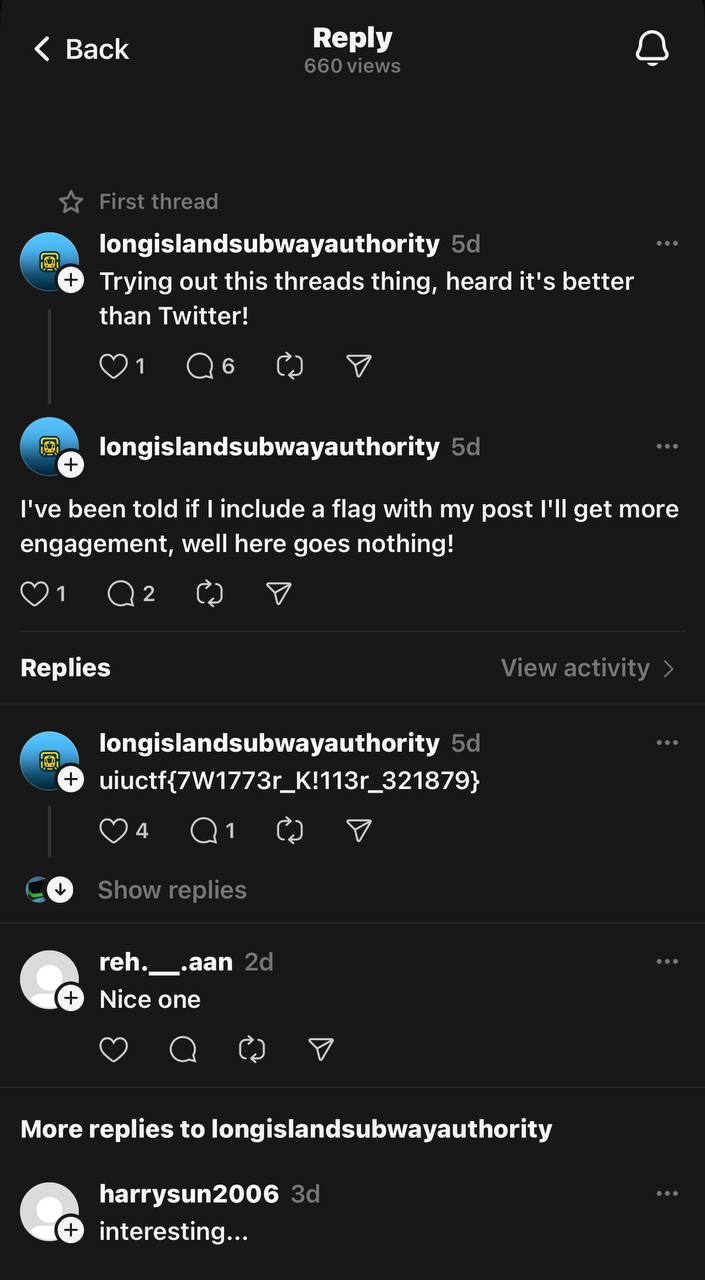 Back
Reply
660 views
First thread
longislandsubwayauthority 5d
Trying out this threads thing, heard it's better
than Twitter!
1 6
longislandsubwayauthority 5d
I've been told if I include a flag with my post I'll get more
engagement, well here goes nothing!
1 2
Replies View activity
longislandsubwayauthority 5d
uiuctf{7W1773r_K!113r_321879}
4 1
Show replies
reh.___.aan 2d
Nice one
More replies to longislandsubwayauthority
harrysun2006 3d
interesting...